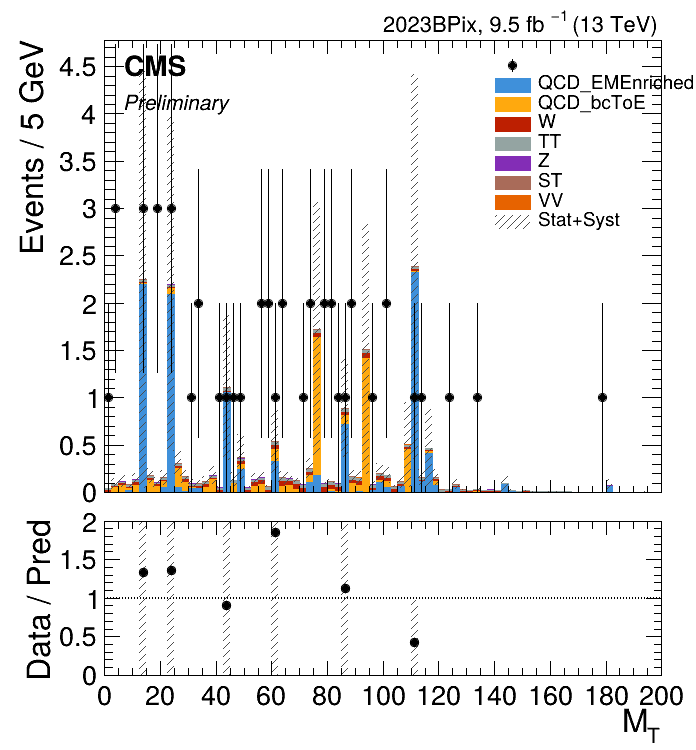 2023BPix, 9.5 fb⁻¹ (13 TeV)
CMS
Preliminary
QCD_EMEnriched
QCD_bcToE
W
TT
Z
ST
VV
Stat+Syst
Events / 5 GeV
4.5
4
3.5
3
2.5
2
1.5
1
0.5
0
Data / Pred
2
1.5
1
0.5
0
0 20 40 60 80 100 120 140 160 180 200
M_T